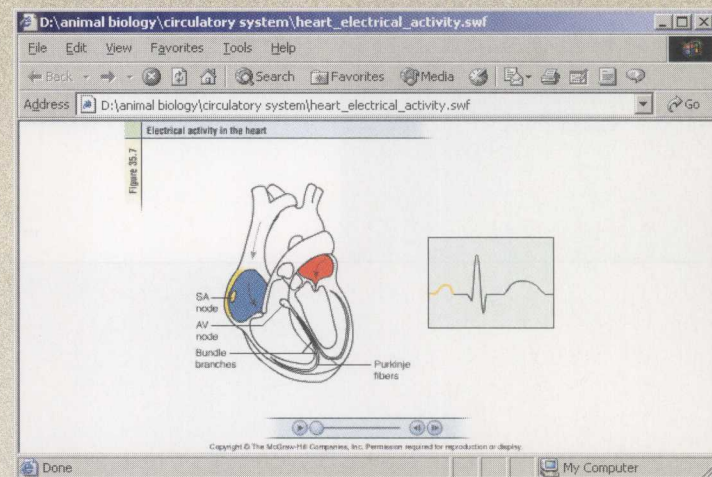 D:\animal biology\circulatory system\heart_electrical_activity.swf
File Edit View Favorites Tools Help
Back Search Favorites Media
Address D:\animal biology\circulatory system\heart_electrical_activity.swf Go
Electrical activity in the heart
Figure 35.7
SA
node
AV
node
Bundle
branches
Purkinje
fibers
Copyright © The McGraw-Hill Companies, Inc. Permission required for reproduction or display.
Done My Computer